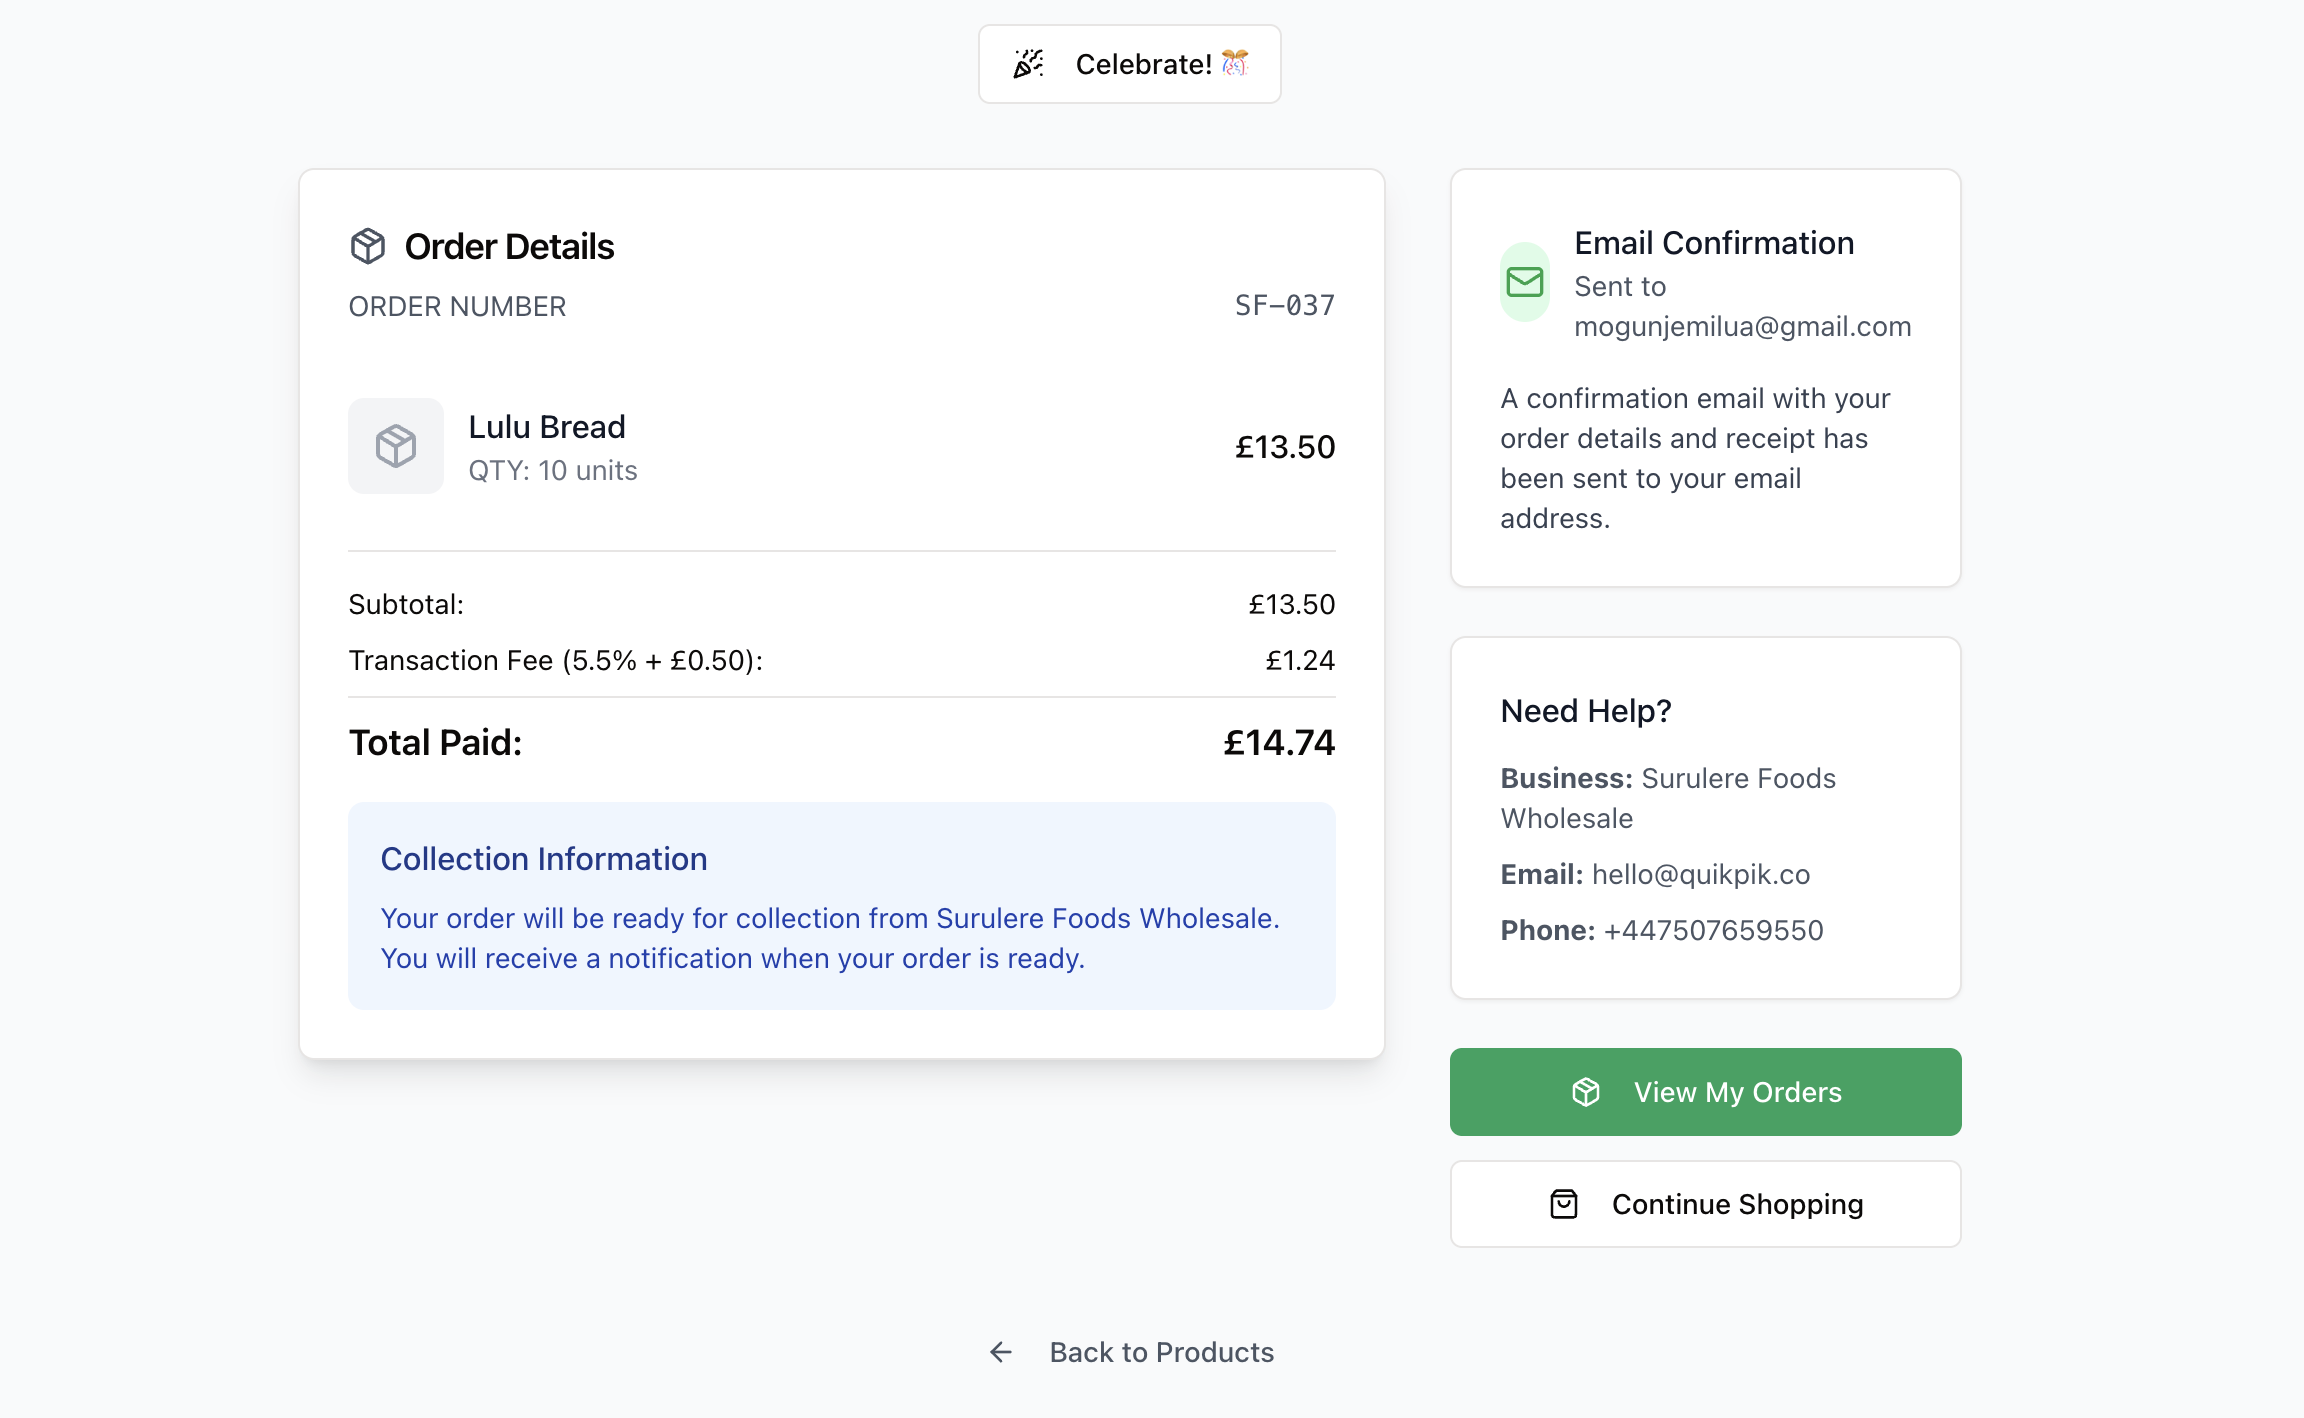 Celebrate! 🎊
Order Details
ORDER NUMBER
SF-037
Lulu Bread
QTY: 10 units
£13.50
Subtotal:
£13.50
Transaction Fee (5.5% + £0.50):
£1.24
Total Paid:
£14.74
Collection Information
Your order will be ready for collection from Surulere Foods Wholesale.
You will receive a notification when your order is ready.
Email Confirmation
Sent to
mogunjemilua@gmail.com
A confirmation email with your
order details and receipt has
been sent to your email
address.
Need Help?
Business: Surulere Foods
Wholesale
Email: hello@quikpik.co
Phone: +447507659550
View My Orders
Continue Shopping
Back to Products